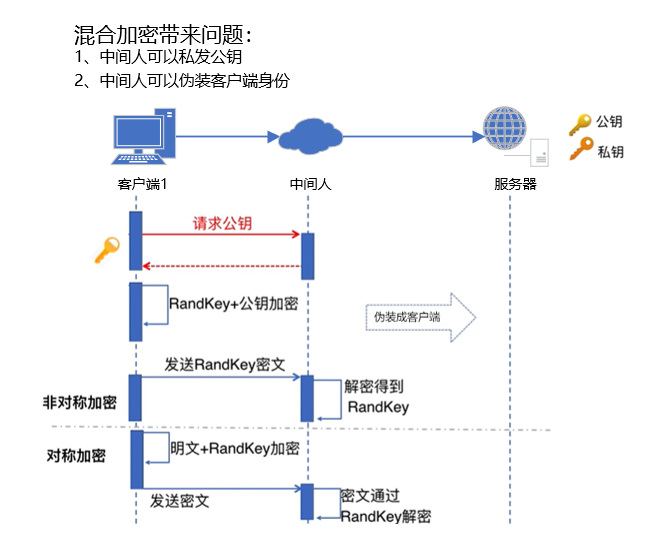 混合加密带来问题：
1、中间人可以私发公钥
2、中间人可以伪装客户端身份
公钥
私钥
客户端1
中间人
服务器
请求公钥
RandKey+公钥加密
伪装成客户端
发送RandKey密文
解密得到
RandKey
非对称加密
对称加密
明文+RandKey加密
发送密文
密文通过
RandKey解密